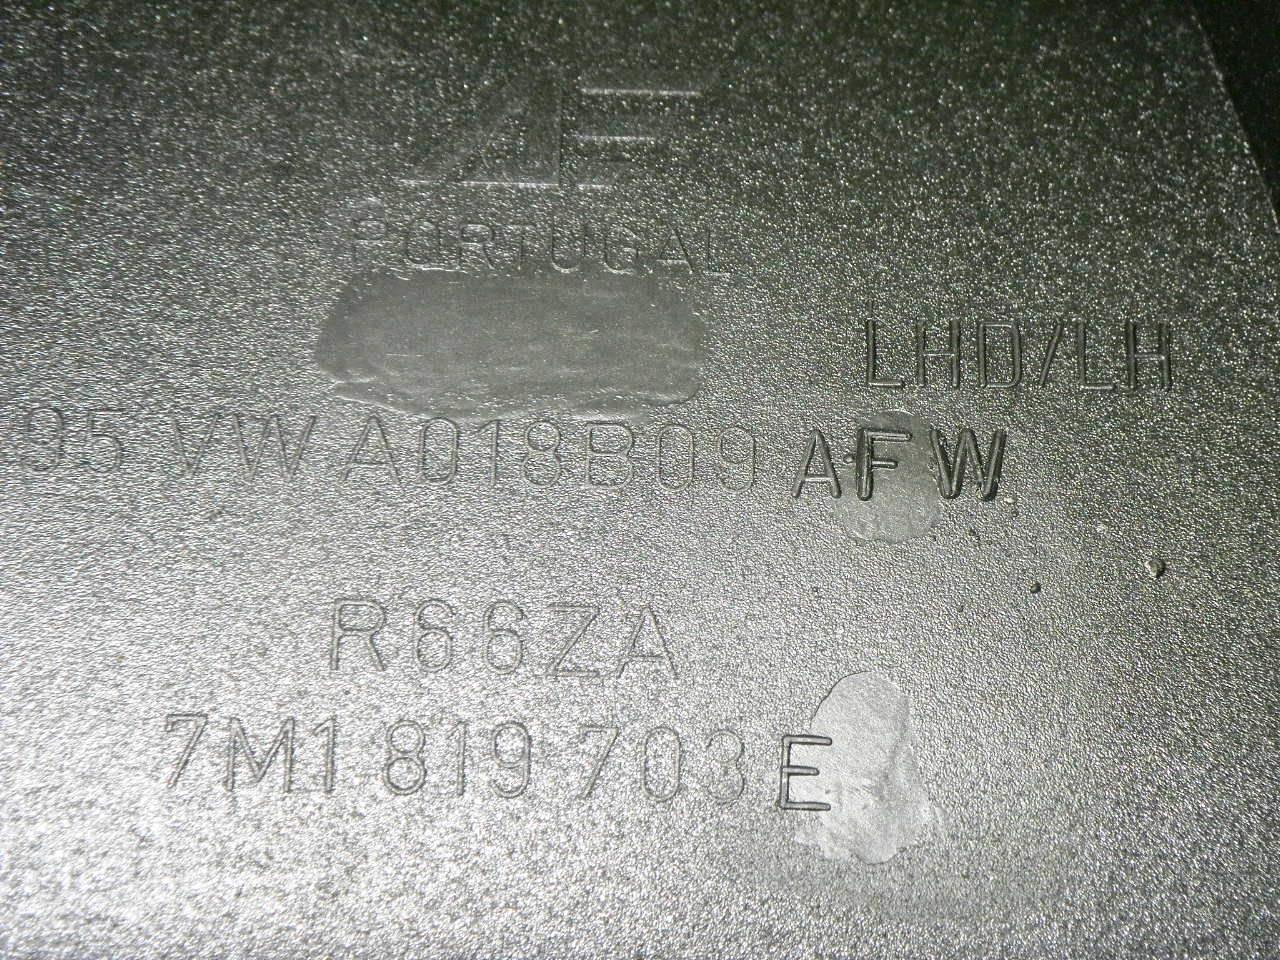 AE
PORTUGAL
LHD/LH
95 VW A018B09 AFW
R66ZA
7M1 819 703 E